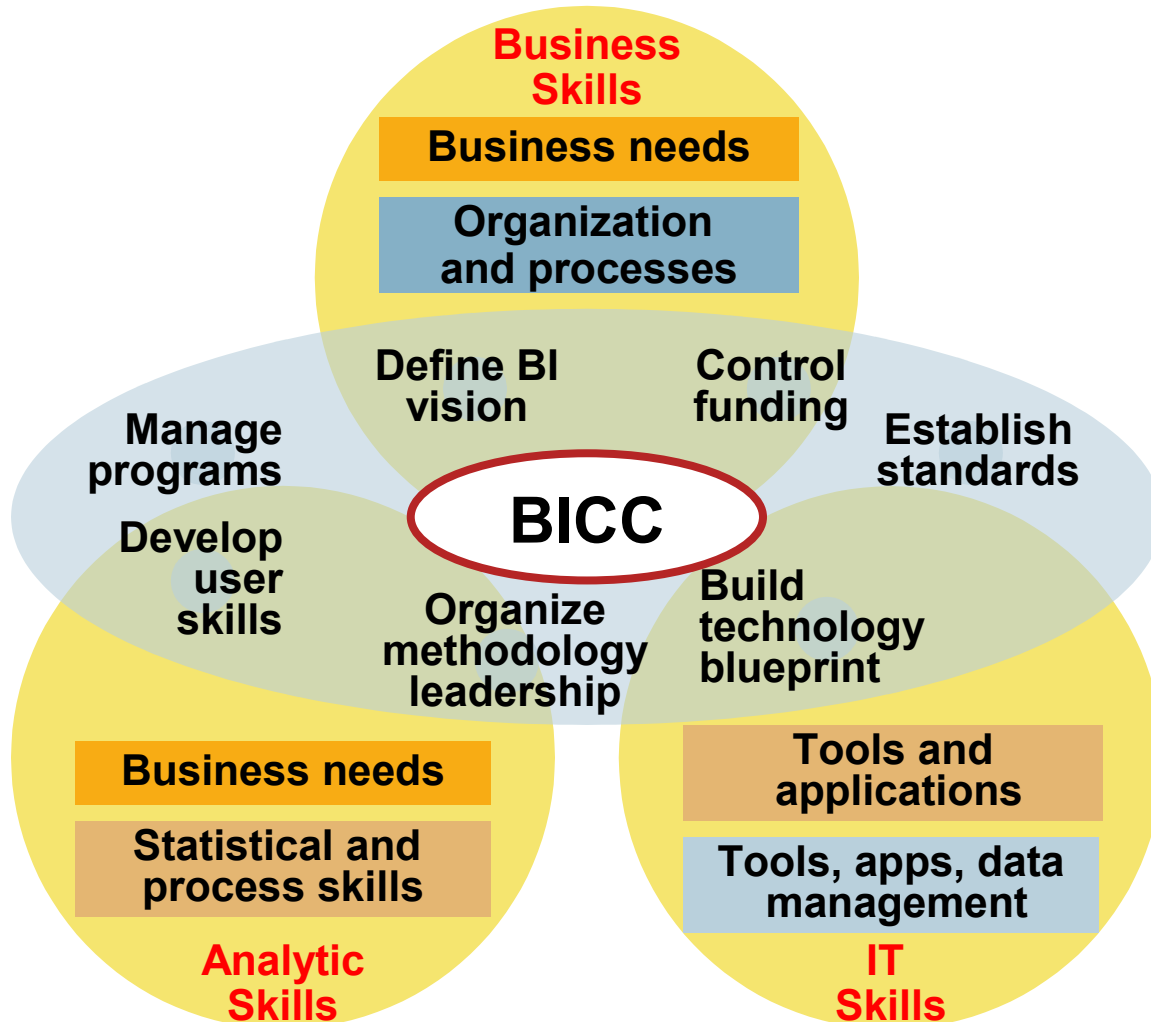 Business
Skills
Business needs
Organization
and processes
Define BI
vision
Control
funding
Manage
programs
Establish
standards
BICC
Develop
user
skills
Organize
methodology
leadership
Build
technology
blueprint
Business needs
Statistical and
process skills
Analytic
Skills
Tools and
applications
Tools, apps, data
management
IT
Skills